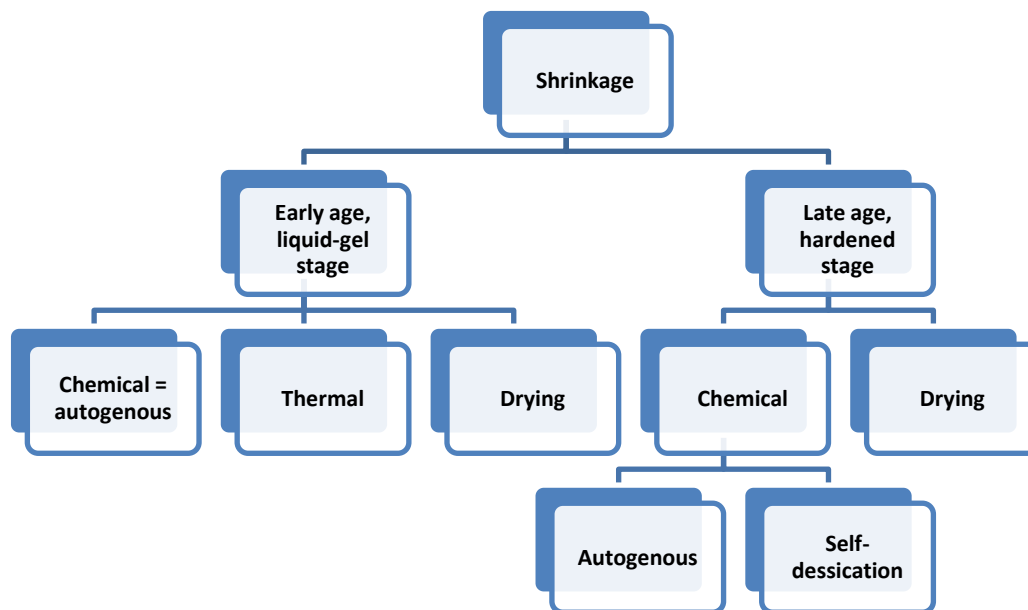 Shrinkage
Early age,
liquid-gel
stage
Late age,
hardened
stage
Chemical =
autogenous
Thermal
Drying
Chemical
Drying
Autogenous
Self-
dessication